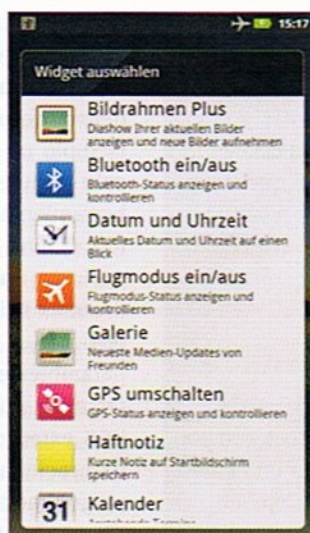 15:17
Widget auswählen
Bildrahmen Plus
Diashow Ihrer aktuellen Bilder
anzeigen und neue Bilder aufnehmen
Bluetooth ein/aus
Bluetooth-Status anzeigen und
kontrollieren
Datum und Uhrzeit
31
Aktuelles Datum und Uhrzeit auf einen
Blick
Flugmodus ein/aus
Flugmodus-Status anzeigen und
kontrollieren
Galerie
Neueste Medien-Updates von
Freunden
GPS umschalten
GPS-Status anzeigen und kontrollieren
Haftnotiz
Kurze Notiz auf Startbildschirm
speichern
31 Kalender
Anstehende Termine